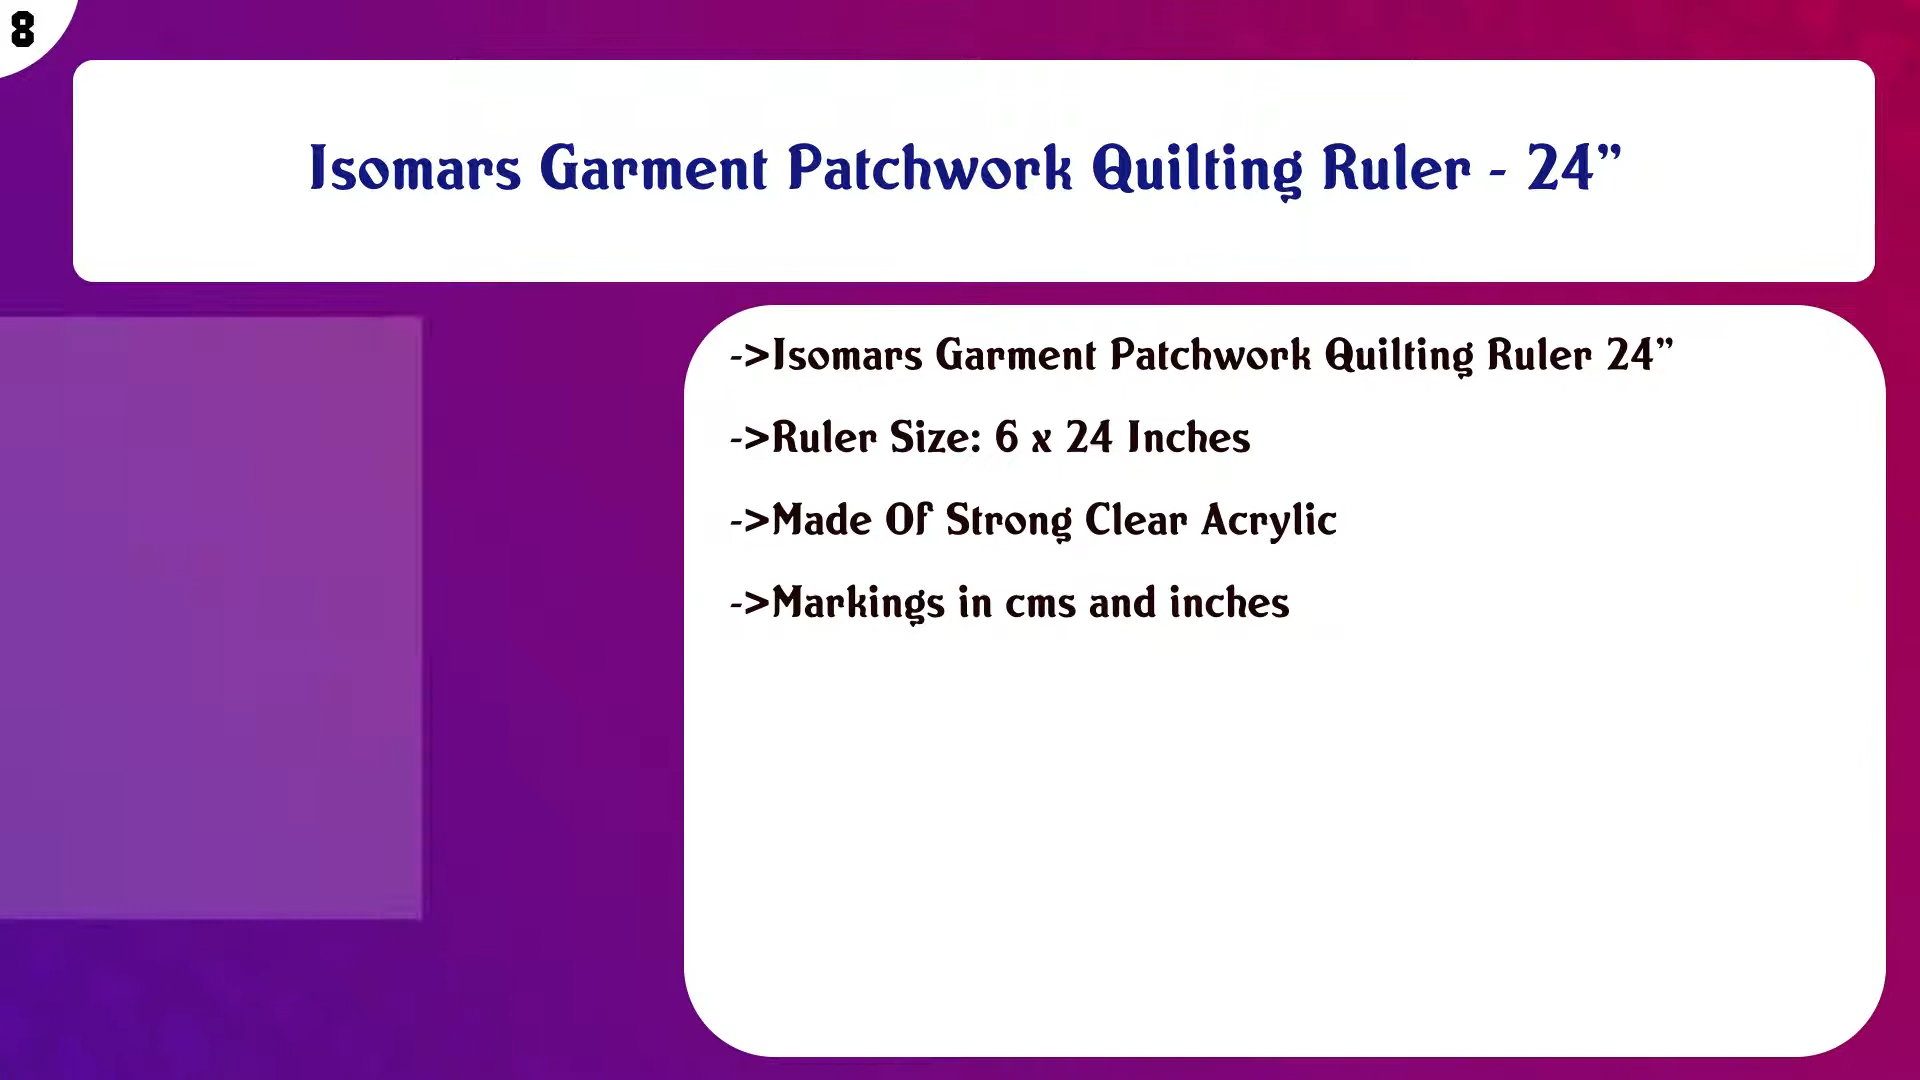 8
Isomars Garment Patchwork Quilting Ruler - 24”
->Isomars Garment Patchwork Quilting Ruler 24”
->Ruler Size: 6 x 24 Inches
->Made Of Strong Clear Acrylic
->Markings in cms and inches